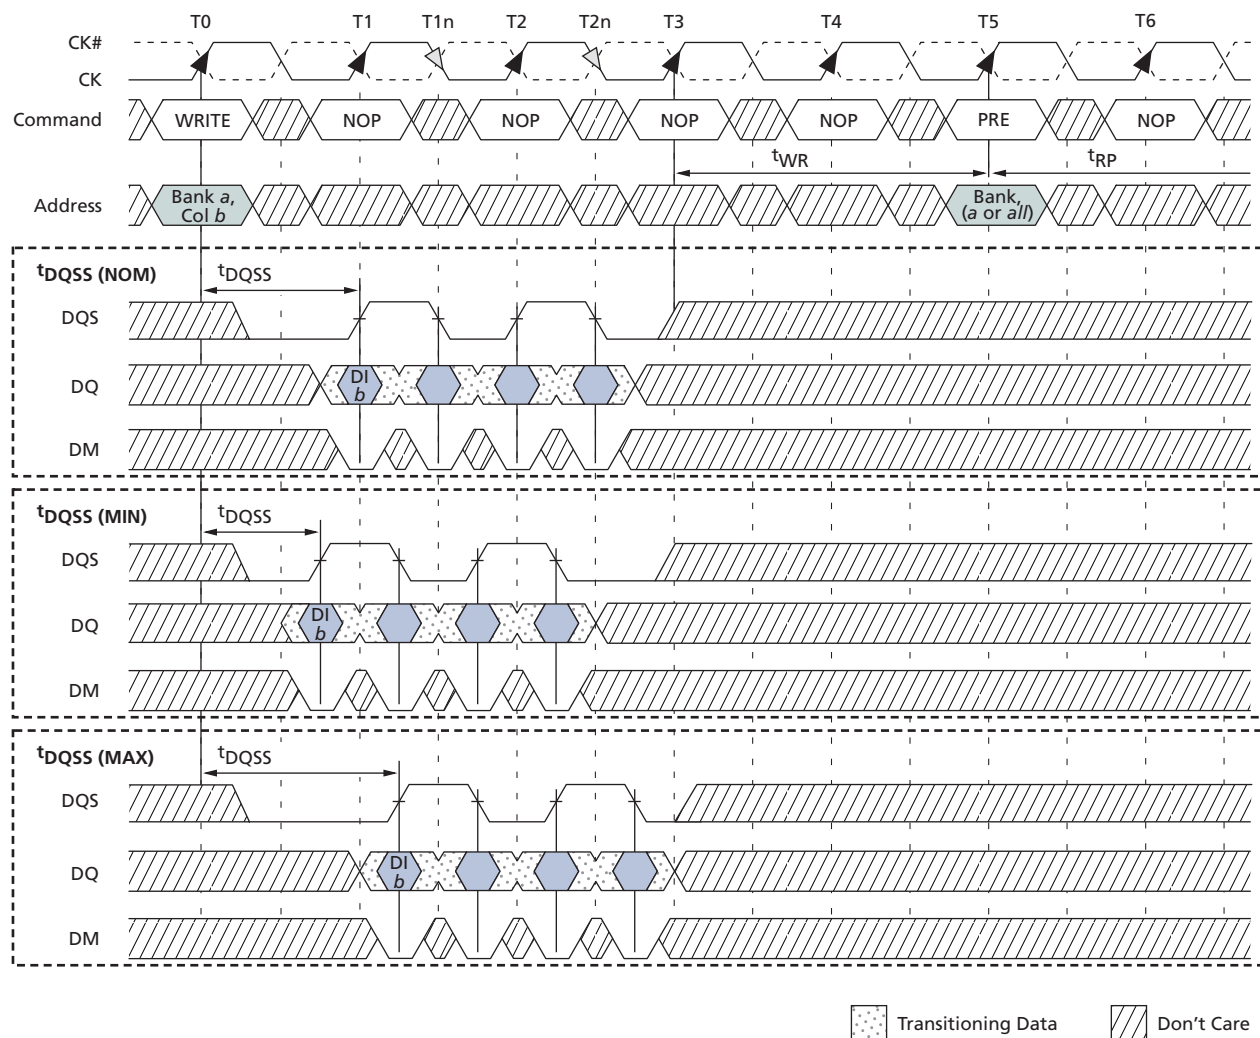 T0 T1 T1n T2 T2n T3 T4 T5 T6
CK#
CK
Command WRITE NOP NOP NOP NOP PRE NOP
tWR tRP
Address Bank a, Bank,
Col b (a or all)
tDQSS (NOM) tDQSS
DQS
DQ DI
b
DM
tDQSS (MIN) tDQSS
DQS
DQ DI
b
DM
tDQSS (MAX) tDQSS
DQS
DQ DI
b
DM
Transitioning Data Don't Care